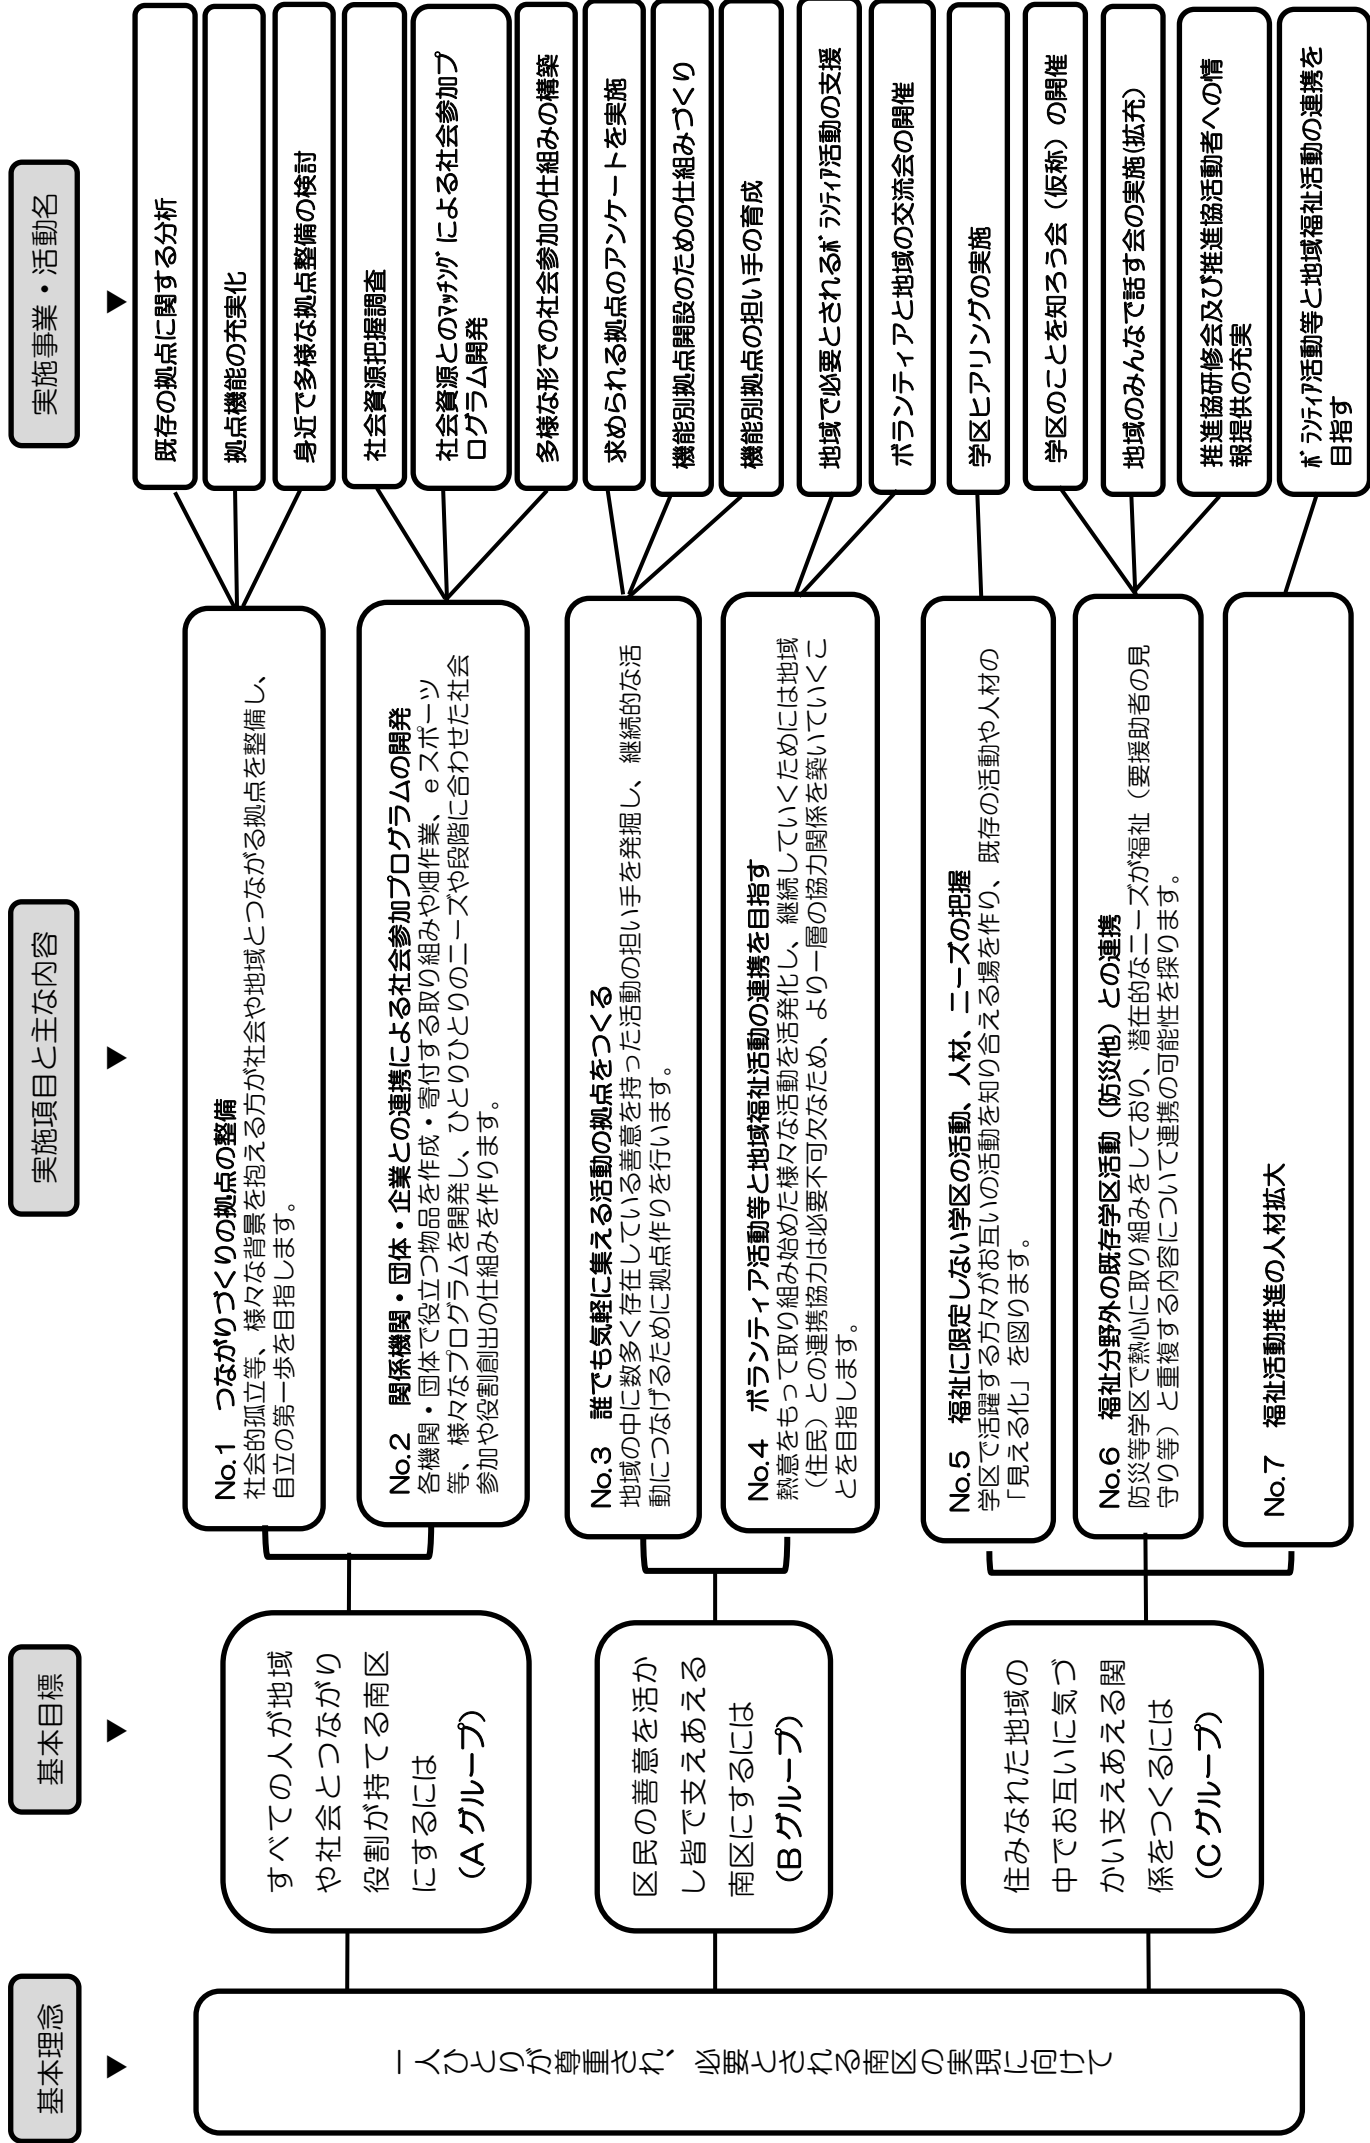 基本理念
基本目標
実施項目と主な内容
実施事業・活動名
▼
▼
▼
▼
一人ひとりが尊重され、必要とされる南区の実現に向けて
すべての人が地域
や社会とつながり
役割が持てる南区
にするには
(Aグループ)
No.1 つながりづくりの拠点の整備
社会的孤立等、様々な背景を抱える方が社会や地域とつながる拠点を整備し、
自立の第一歩を目指します。
既存の拠点に関する分析
拠点機能の充実化
身近で多様な拠点整備の検討
No.2 関係機関・団体・企業との連携による社会参加プログラムの開発
各機関・団体で役立つ物品を作成・寄付する取り組みや畑作業、eスポーツ
等、様々なプログラムを開発し、ひとりひとりのニーズや段階に合わせた社会
参加や役割創出の仕組みを作ります。
社会資源把握調査
社会資源とのﾏｯﾁﾝｸﾞによる社会参加プ
ログラム開発
多様な形での社会参加の仕組みの構築
区民の善意を活か
し皆で支えあえる
南区にするには
(Bグループ)
No.3 誰でも気軽に集える活動の拠点をつくる
地域の中に数多く存在している善意を持った活動の担い手を発掘し、継続的な活
動につなげるために拠点作りを行います。
求められる拠点のアンケートを実施
機能別拠点開設のための仕組みづくり
機能別拠点の担い手の育成
No.4 ボランティア活動等と地域福祉活動の連携を目指す
熱意をもって取り組み始めた様々な活動を活発化し、継続していくためには地域
（住民）との連携協力は必要不可欠なため、より一層の協力関係を築いていくこ
とを目指します。
地域で必要とされるﾎﾞﾗﾝﾃｨｱ活動の支援
ボランティアと地域の交流会の開催
住みなれた地域の
中でお互いに気づ
かい支えあえる関
係をつくるには
(Cグループ)
No.5 福祉に限定しない学区の活動、人材、ニーズの把握
学区で活躍する方々がお互いの活動を知り合える場を作り、既存の活動や人材の
「見える化」を図ります。
学区ヒアリングの実施
No.6 福祉分野外の既存学区活動（防災他）との連携
防災等学区で熱心に取り組みをしており、潜在的なニーズが福祉（要援助者の見
守り等）と重複する内容について連携の可能性を探ります。
学区のことを知ろう会（仮称）の開催
地域のみんなで話す会の実施(拡充)
推進協研修会及び推進協活動者への情
報提供の充実
No.7 福祉活動推進の人材拡大
ﾎﾞﾗﾝﾃｨｱ活動等と地域福祉活動の連携を
目指す